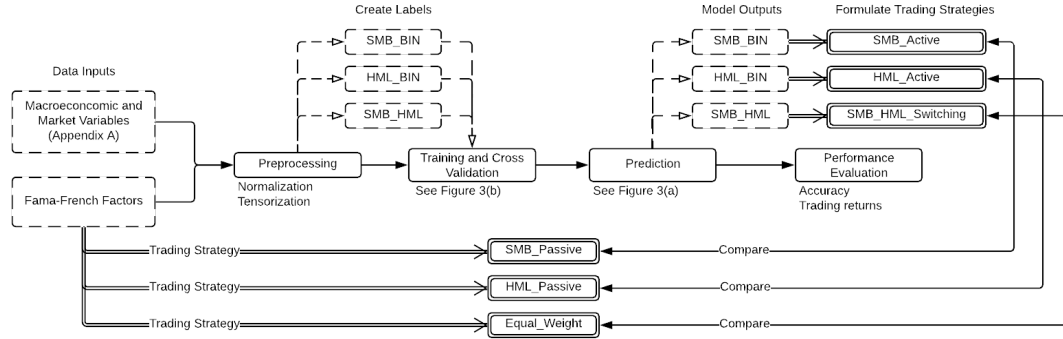 Create Labels
Model Outputs
Formulate Trading Strategies
SMB_BIN
SMB_BIN
SMB_Active
Data Inputs
HML_BIN
HML_BIN
HML_Active
Macroeconcomic and
Market Variables
(Appendix A)
SMB_HML
SMB_HML
SMB_HML_Switching
Preprocessing
Training and Cross
Validation
Prediction
Performance
Evaluation
Normalization
Tensorization
See Figure 3(b)
See Figure 3(a)
Accuracy
Trading returns
Fama-French Factors
Trading Strategy
SMB_Passive
Compare
Trading Strategy
HML_Passive
Compare
Trading Strategy
Equal_Weight
Compare